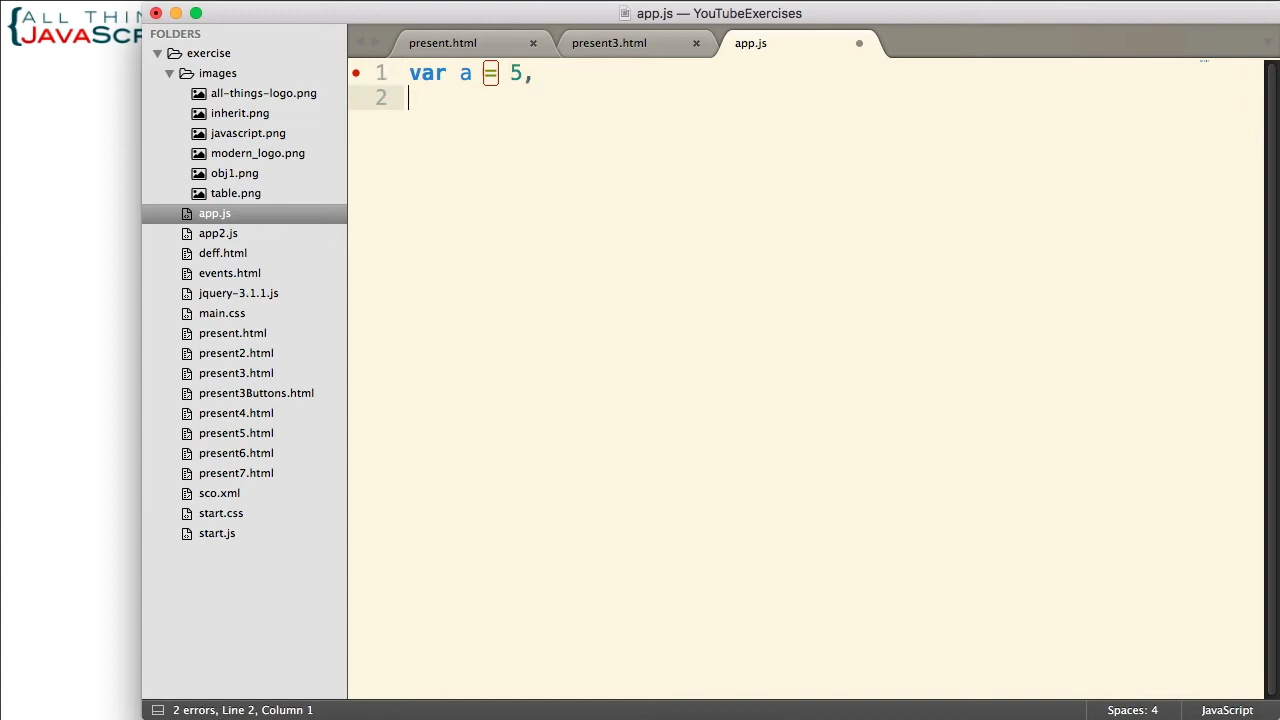 {ALL THIN
JAVASCR
app.js — YouTubeExercises
FOLDERS
exercise
images
all-things-logo.png
inherit.png
javascript.png
modern_logo.png
obj1.png
table.png
app.js
app2.js
deff.html
events.html
jquery-3.1.1.js
main.css
present.html
present2.html
present3.html
present3Buttons.html
present4.html
present5.html
present6.html
present7.html
sco.xml
start.css
start.js
present.html
present3.html
app.js
1 var a = 5,
2
2 errors, Line 2, Column 1
Spaces: 4
JavaScript